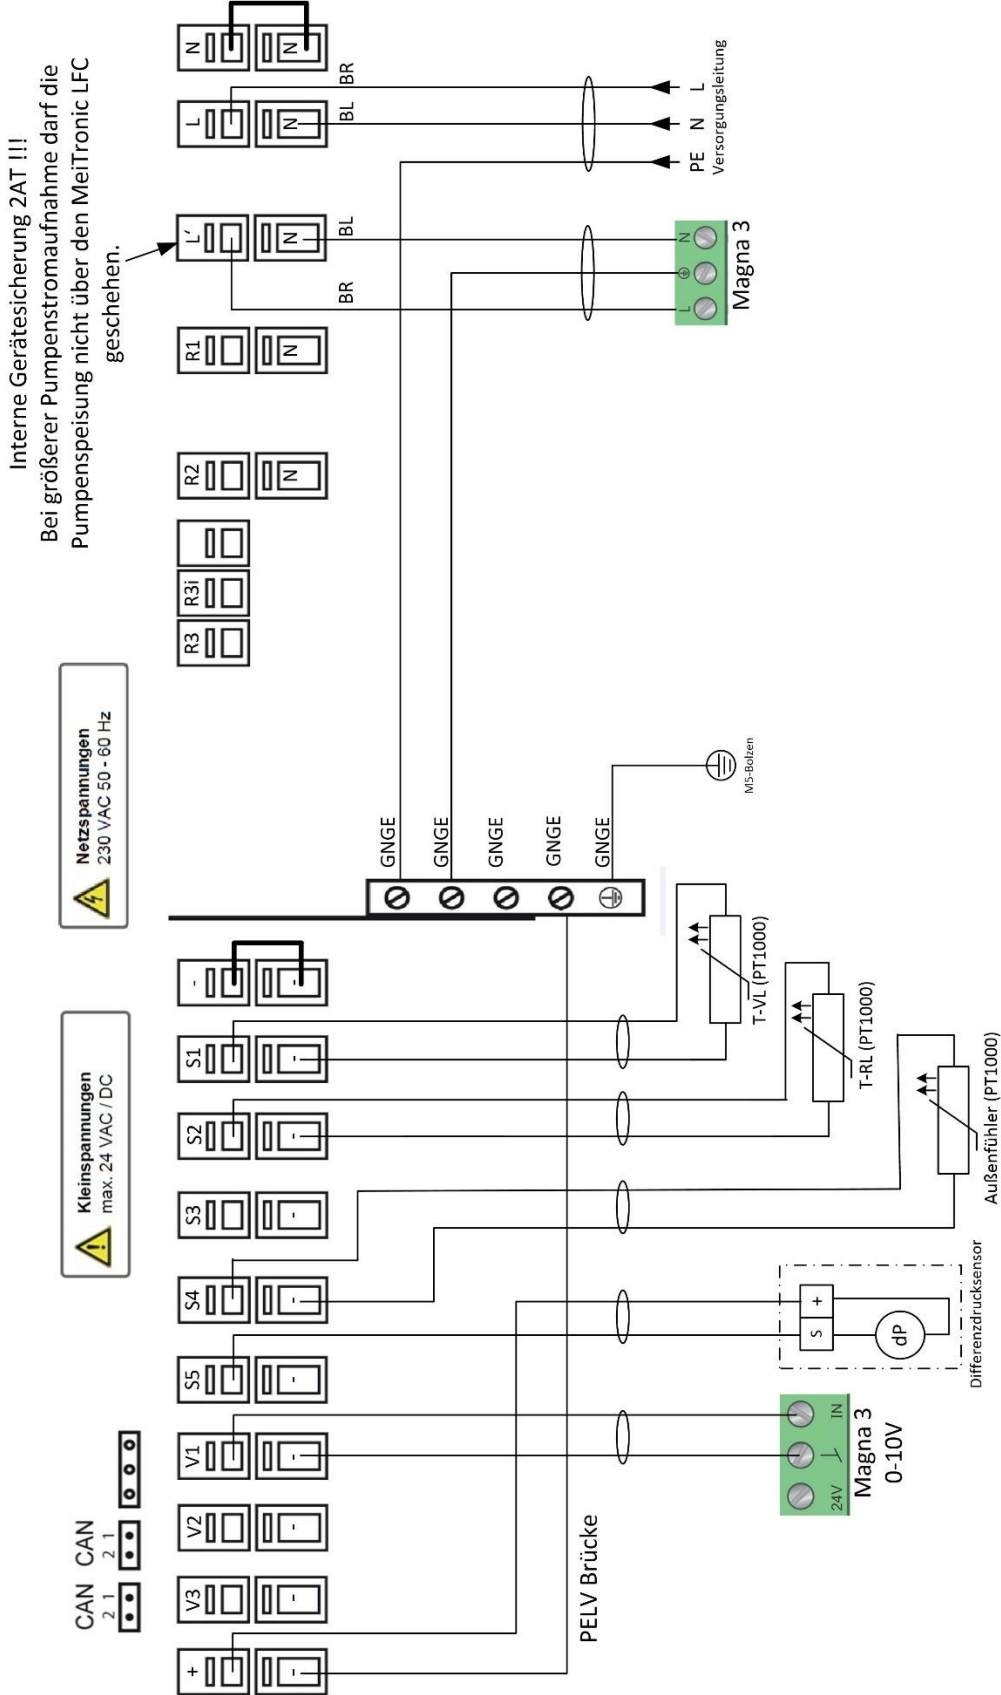 Interne Gerätesicherung 2AT !!!
Bei größerer Pumpenstromaufnahme darf die
Pumpenspeisung nicht über den MeiTronic LFC
geschehen.
Kleinspannungen
max. 24 VAC / DC
Netzspannungen
230 VAC 50 - 60 Hz
CAN CAN
2 1 2 1
+ V3 V2 V1 S5 S4 S3 S2 S1 -
- - - - - - - - - -
R3 R3i R2 R1 L´ L N
N N N N N
BR BL BL BR
GNGE
GNGE
GNGE
GNGE
GNGE
M5-Bolzen
PELV Brücke
L N
Magna 3
PE N L
Versorgungsleitung
24V IN
Magna 3
0-10V
S +
dP
Differenzdrucksensor
Außenfühler (PT1000)
T-RL (PT1000)
T-VL (PT1000)